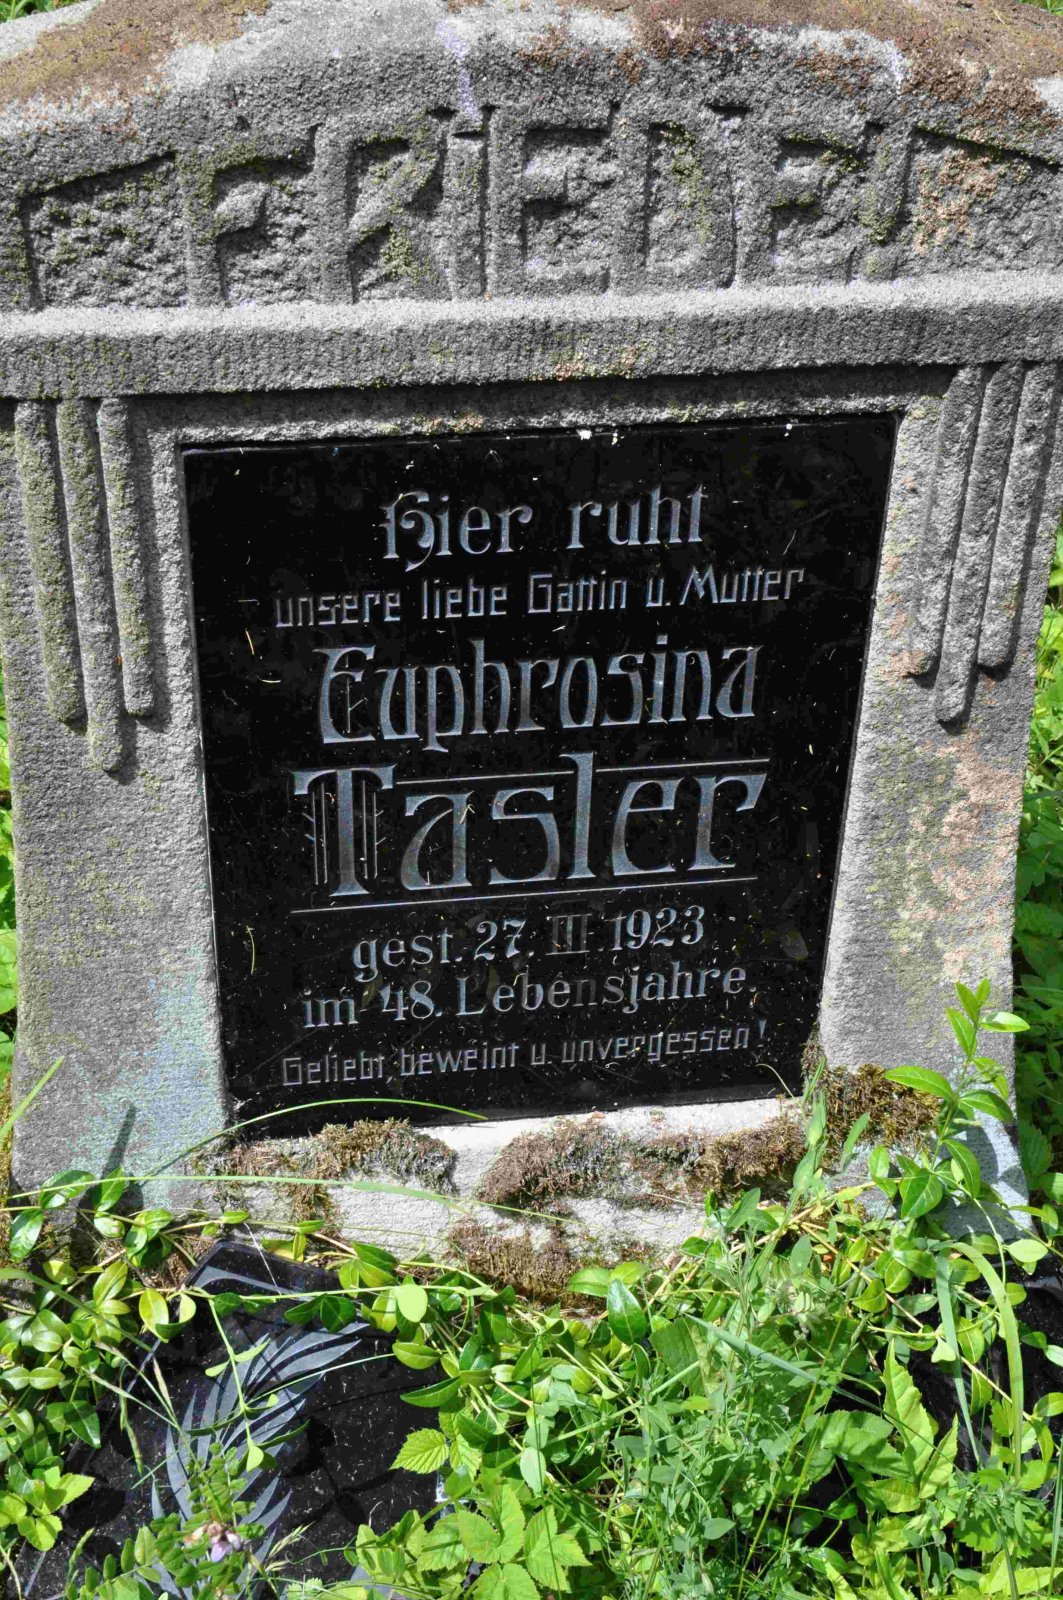 FRIEDE!
Hier ruht
unsere liebe Gattin u. Mutter
Euphrosina
Tasler
gest. 27. III 1923
im 48. Lebensjahre.
Geliebt, beweint u. unvergessen!